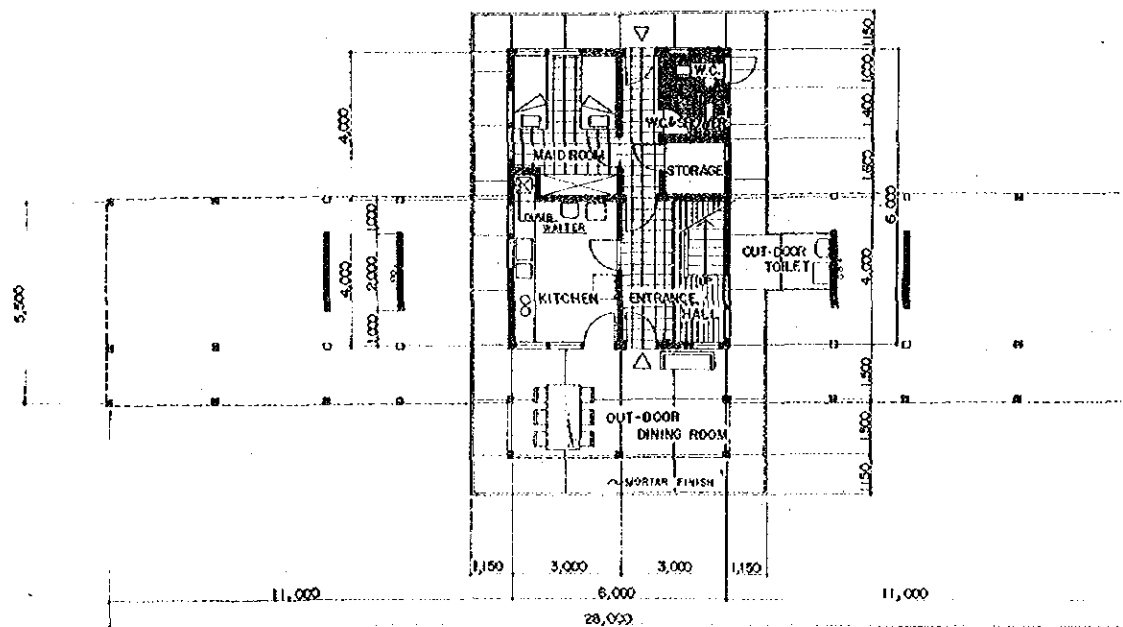 1,150
1,000
1,400
1,600
6,000
4,000
1,500
1,500
1,150
4,000
W.C.
W.C.&SHOWER
MAID ROOM
STORAGE
DUMB
WAITER
OUT-DOOR
TOILET
KITCHEN
ENTRANCE
HALL
UP
5,500
4,000
1,000
2,000
1,000
OUT-DOOR
DINING ROOM
MORTAR FINISH
1,150
3,000
3,000
1,150
11,000
6,000
11,000
28,000